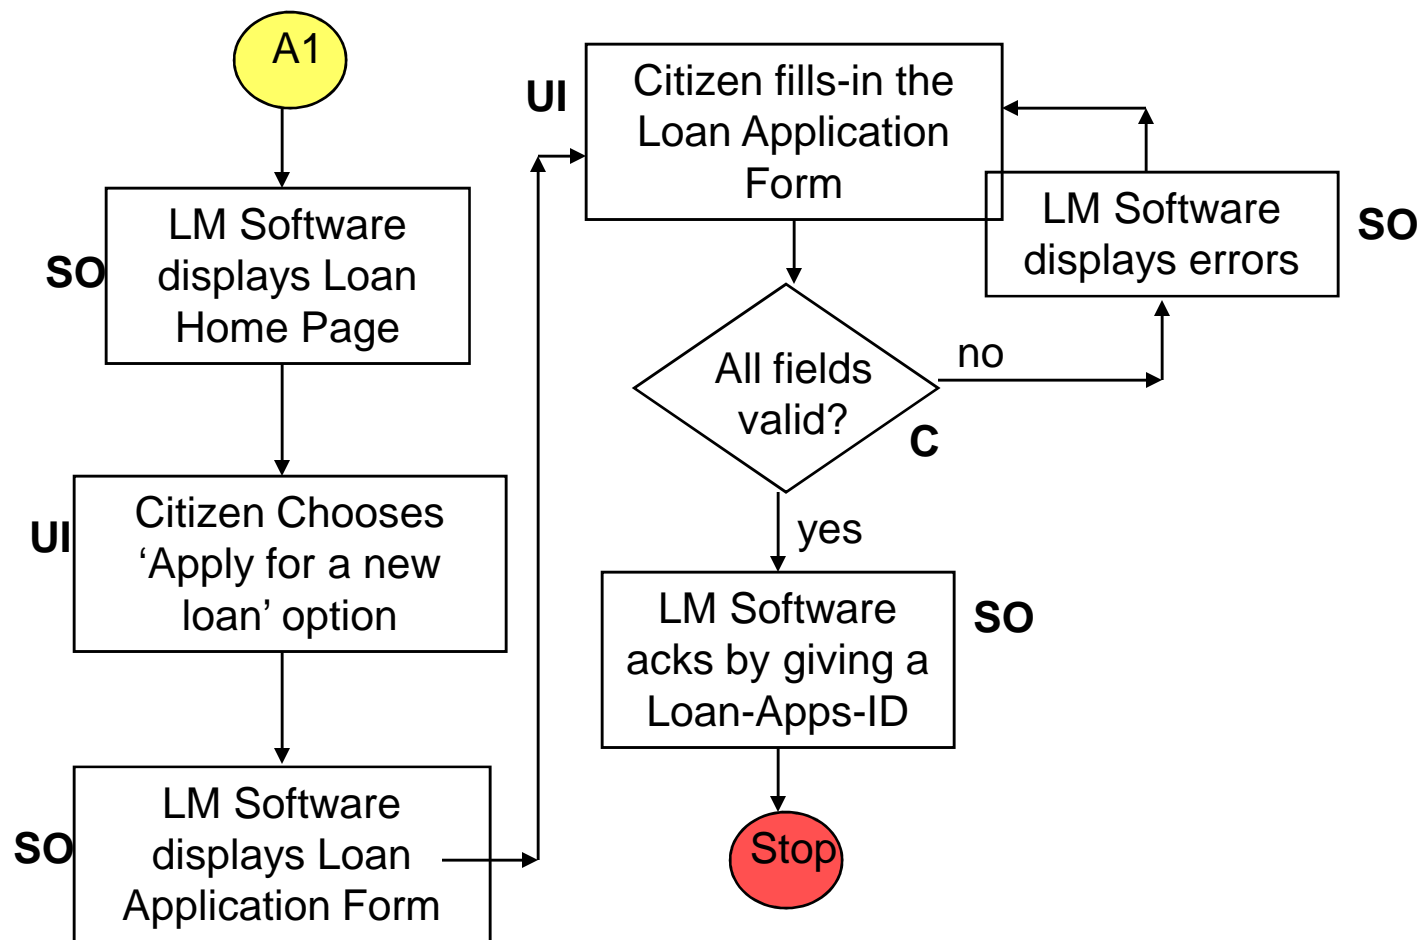 A1
SO
LM Software
displays Loan
Home Page
UI
Citizen Chooses
‘Apply for a new
loan’ option
SO
LM Software
displays Loan
Application Form
UI
Citizen fills-in the
Loan Application
Form
LM Software
displays errors
SO
All fields
valid?
C
no
yes
LM Software
acks by giving a
Loan-Apps-ID
SO
Stop